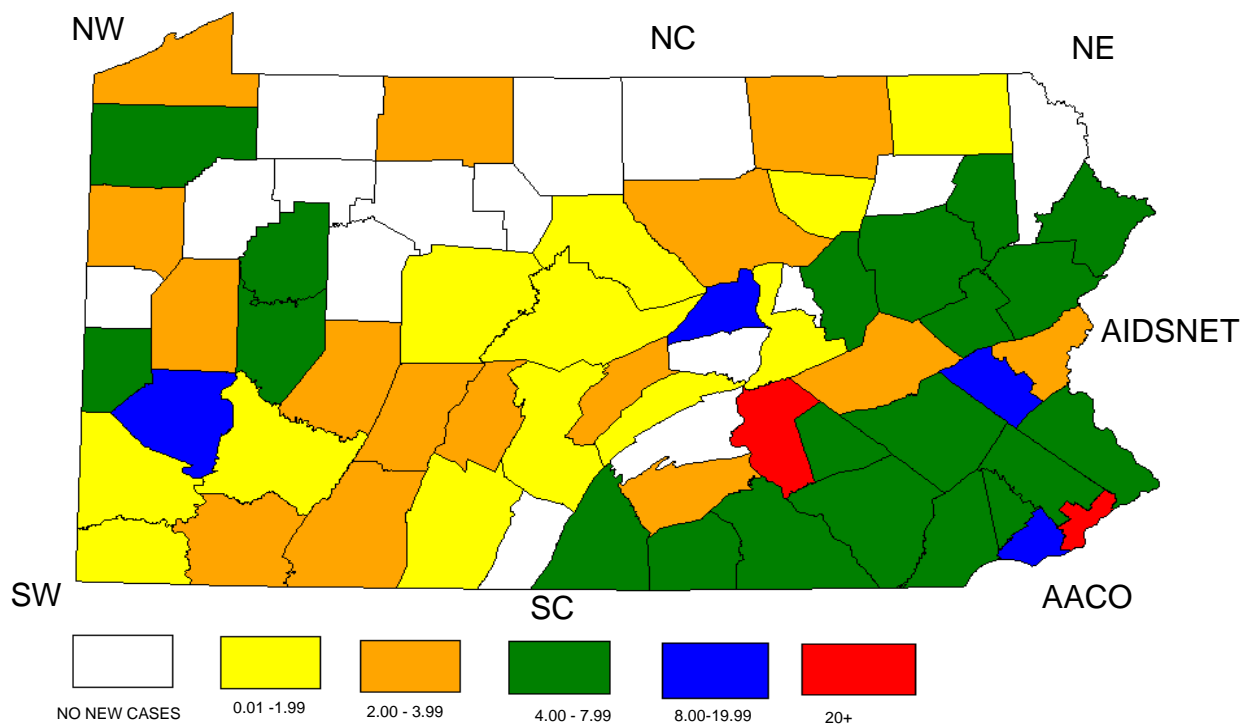 NW
NC
NE
AIDSNET
SW
SC
AACO
NO NEW CASES
0.01 -1.99
2.00 - 3.99
4.00 - 7.99
8.00-19.99
20+